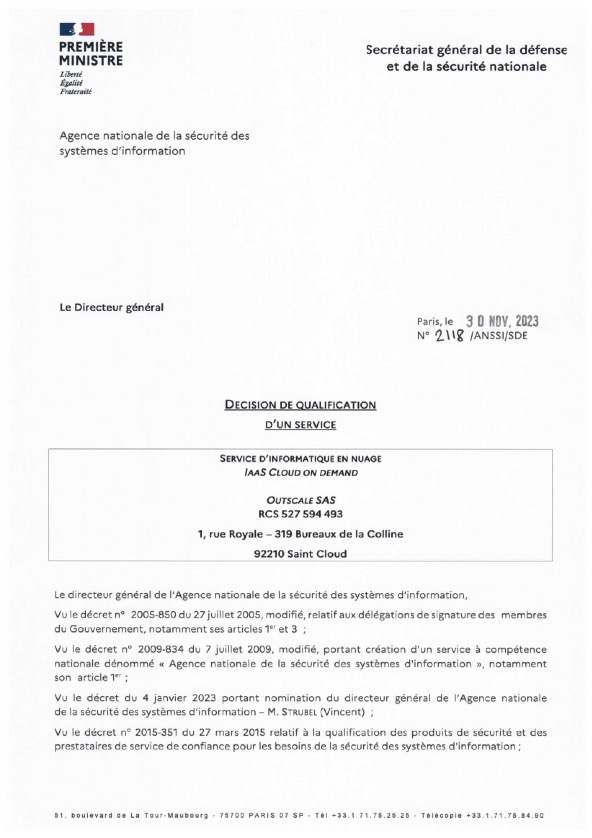 PREMIÈRE
MINISTRE
Liberté
Égalité
Fraternité
Secrétariat général de la défense
et de la sécurité nationale
Agence nationale de la sécurité des
systèmes d'information
Le Directeur général
Paris, le 30 NOV. 2023
N° 2118 /ANSSI/SDE
DECISION DE QUALIFICATION
D'UN SERVICE
SERVICE D'INFORMATIQUE EN NUAGE
IAAS CLOUD ON DEMAND
OUTSCALE SAS
RCS 527 594 493
1, rue Royale – 319 Bureaux de la Colline
92210 Saint Cloud
Le directeur général de l'Agence nationale de la sécurité des systèmes d'information,
Vu le décret n° 2005-850 du 27 juillet 2005, modifié, relatif aux délégations de signature des membres
du Gouvernement, notamment ses articles 1er et 3 ;
Vu le décret n° 2009-834 du 7 juillet 2009, modifié, portant création d'un service à compétence
nationale dénommé « Agence nationale de la sécurité des systèmes d'information », notamment
son article 1er ;
Vu le décret du 4 janvier 2023 portant nomination du directeur général de l'Agence nationale
de la sécurité des systèmes d'information – M. STRUBEL (Vincent) ;
Vu le décret n° 2015-351 du 27 mars 2015 relatif à la qualification des produits de sécurité et des
prestataires de service de confiance pour les besoins de la sécurité des systèmes d'information ;
51, boulevard de La Tour-Maubourg - 75700 PARIS 07 SP - Tél +33.1.71.75.25.25 - Télécopie +33.1.71.75.84.90